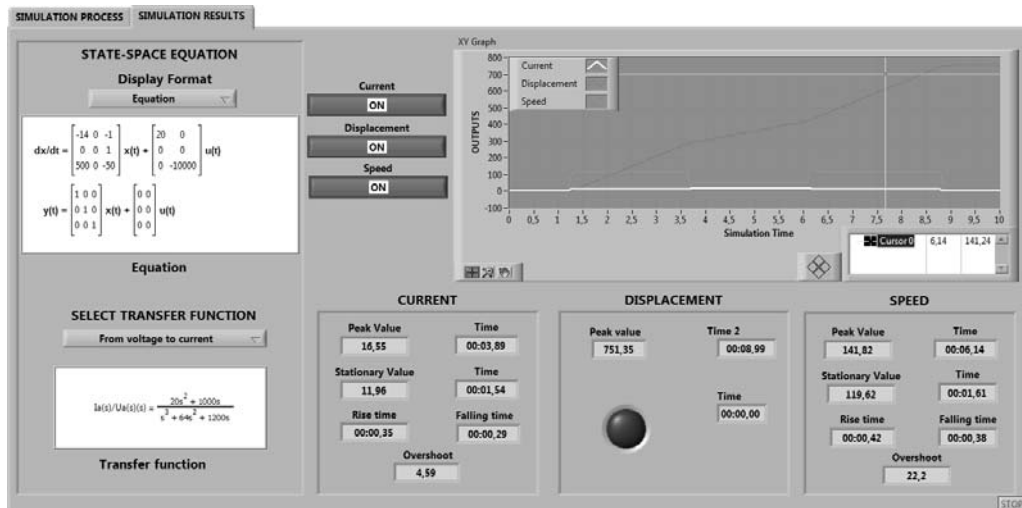 SIMULATION PROCESS SIMULATION RESULTS
STATE-SPACE EQUATION
Display Format
Equation
dx/dt = [-14 0 -1
0 0 1
500 0 -50] x(t) + [20 0
0 0
0 -10000] u(t)
y(t) = [1 0 0
0 1 0
0 0 1] x(t) + [0 0
0 0
0 0] u(t)
Equation
SELECT TRANSFER FUNCTION
From voltage to current
Ia(s)/Ua(s)(s) = 20s^2 + 1000s
s^3 + 64s^2 + 1200s
Transfer function
Current
ON
Displacement
ON
Speed
ON
XY Graph
Current
Displacement
Speed
OUTPUTS
800
700
600
500
400
300
200
100
0
-100
0 0,5 1 1,5 2 2,5 3 3,5 4 4,5 5 5,5 6 6,5 7 7,5 8 8,5 9 9,5 10
Simulation Time
Cursor 0 6,14 141,24
CURRENT
Peak Value Time
16,55 00:03,89
Stationary Value Time
11,96 00:01,54
Rise time Falling time
00:00,35 00:00,29
Overshoot
4,59
DISPLACEMENT
Peak value Time 2
751,35 00:08,99
Time
00:00,00
SPEED
Peak Value Time
141,82 00:06,14
Stationary Value Time
119,62 00:01,61
Rise time Falling time
00:00,42 00:00,38
Overshoot
22,2
STOP